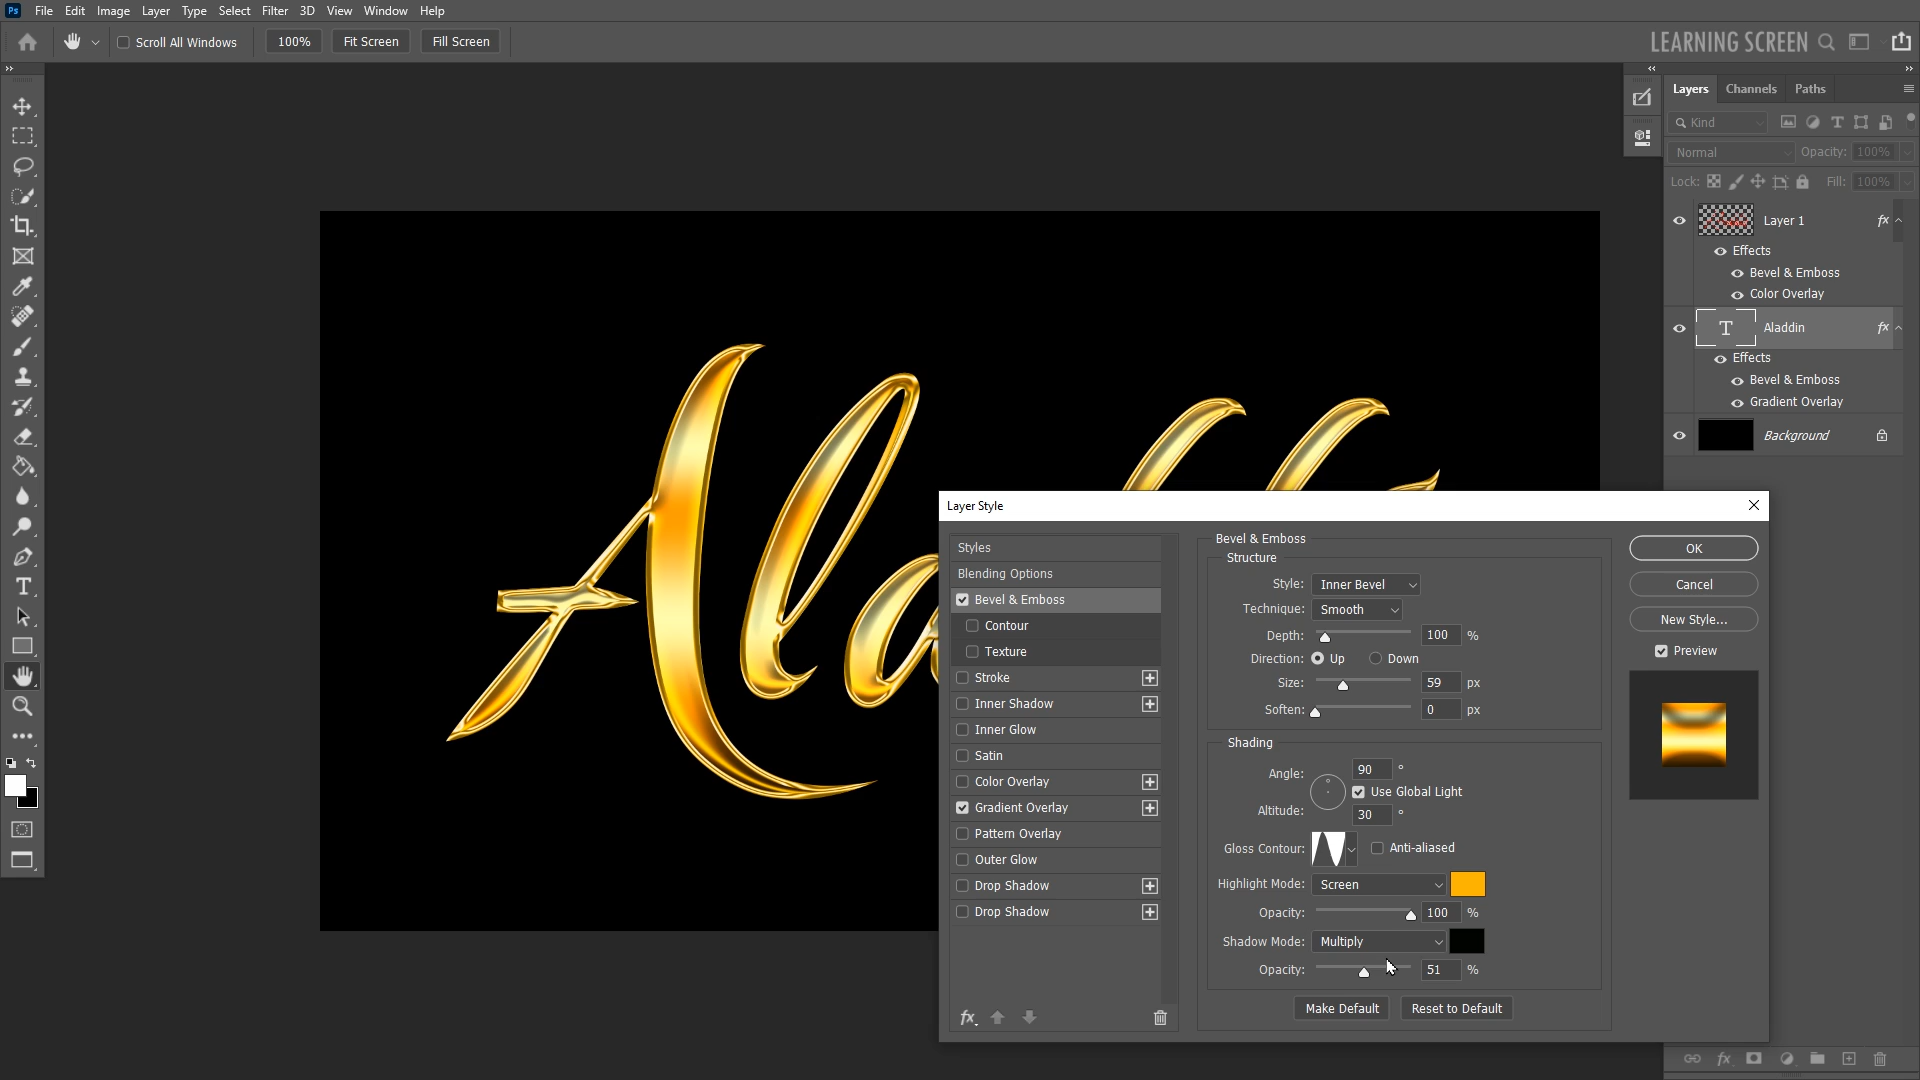 Ps File Edit Image Layer Type Select Filter 3D View Window Help
Scroll All Windows 100% Fit Screen Fill Screen LEARNING SCREEN
Layers Channels Paths
Kind
Normal Opacity: 100%
Lock: Fill: 100%
Layer 1 fx
Effects
Bevel & Emboss
Color Overlay
T Aladdin fx
Effects
Bevel & Emboss
Gradient Overlay
Background
Layer Style
Styles
Blending Options
Bevel & Emboss
Contour
Texture
Stroke
Inner Shadow
Inner Glow
Satin
Color Overlay
Gradient Overlay
Pattern Overlay
Outer Glow
Drop Shadow
Drop Shadow
fx
Bevel & Emboss
Structure
Style: Inner Bevel
Technique: Smooth
Depth: 100 %
Direction: Up Down
Size: 59 px
Soften: 0 px
Shading
Angle: 90 °
Use Global Light
Altitude: 30 °
Gloss Contour: Anti-aliased
Highlight Mode: Screen
Opacity: 100 %
Shadow Mode: Multiply
Opacity: 51 %
Make Default Reset to Default
OK
Cancel
New Style...
Preview
fx